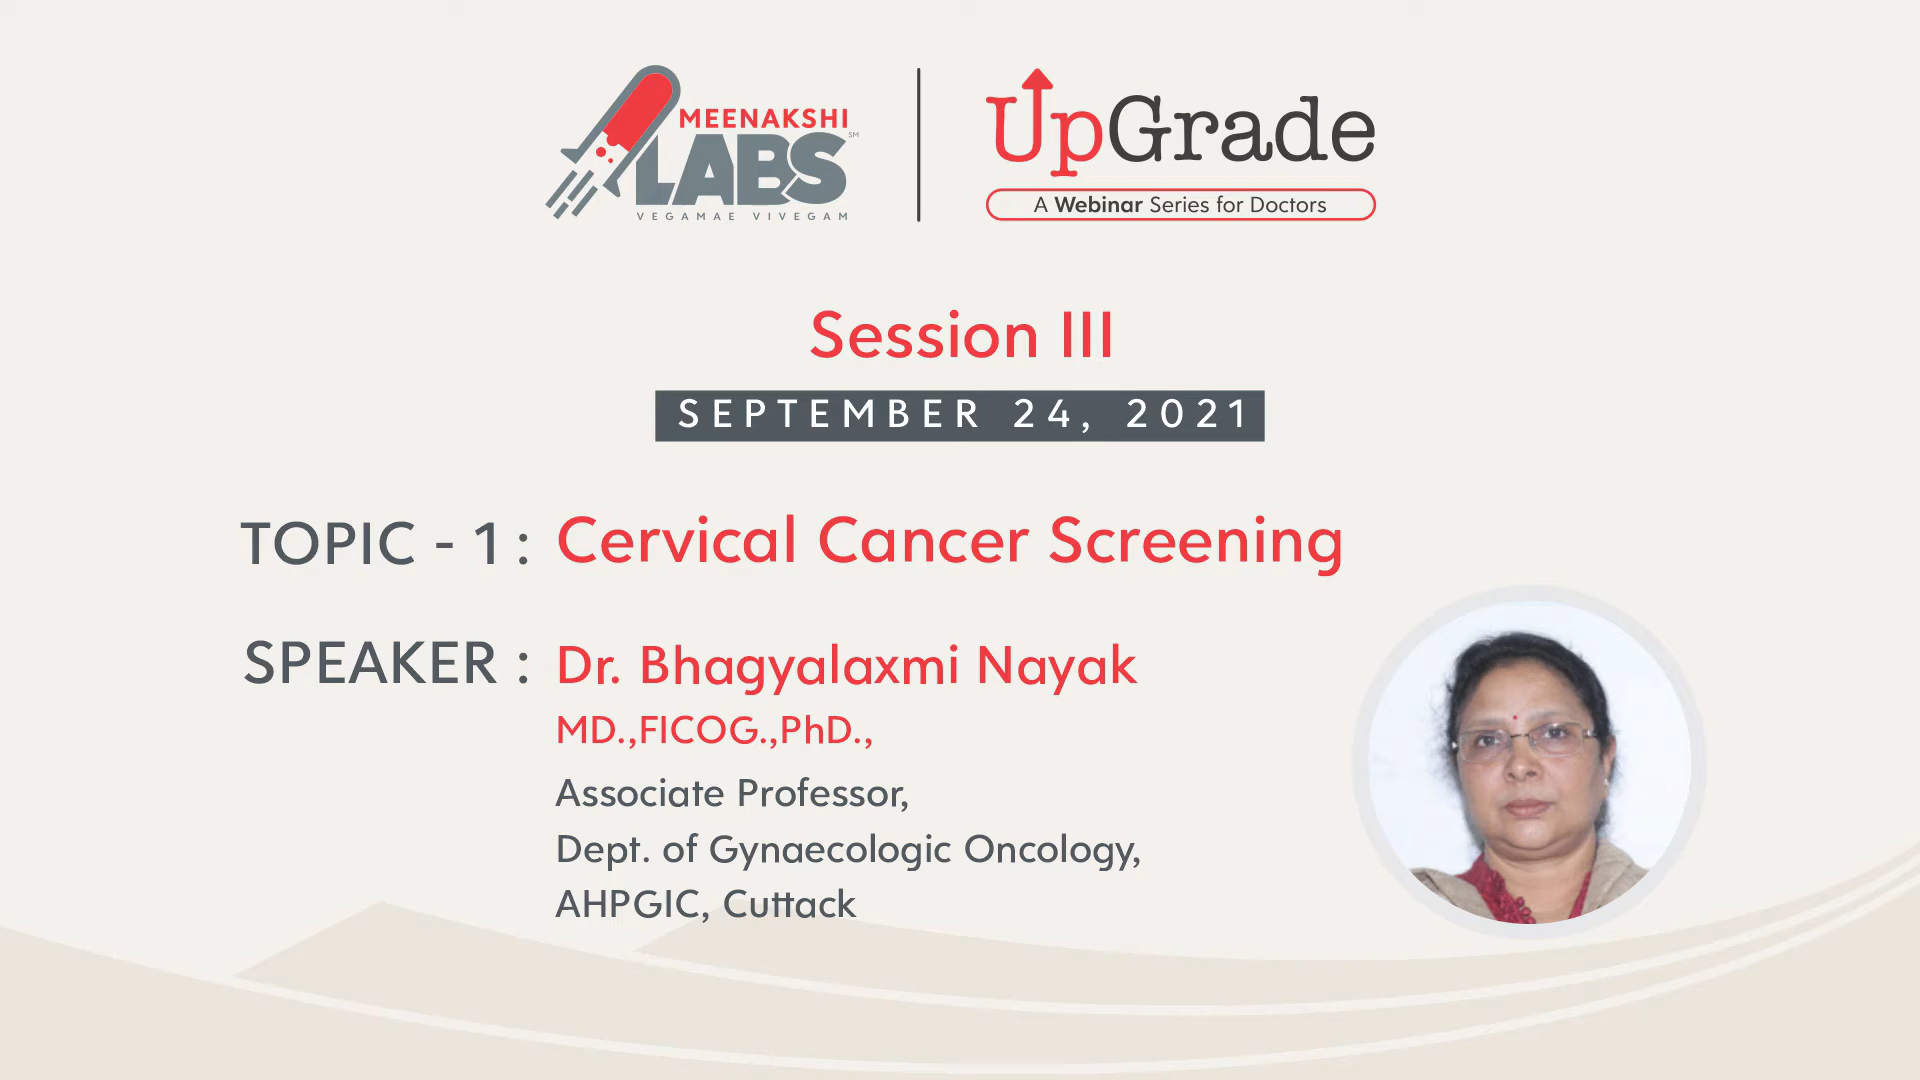 MEENAKSHI
LABS
SM
VEGAMAE VIVEGAM
UpGrade
A Webinar Series for Doctors
Session III
SEPTEMBER 24, 2021
TOPIC - 1 : Cervical Cancer Screening
SPEAKER : Dr. Bhagyalaxmi Nayak
MD.,FICOG.,PhD.,
Associate Professor,
Dept. of Gynaecologic Oncology,
AHPGIC, Cuttack